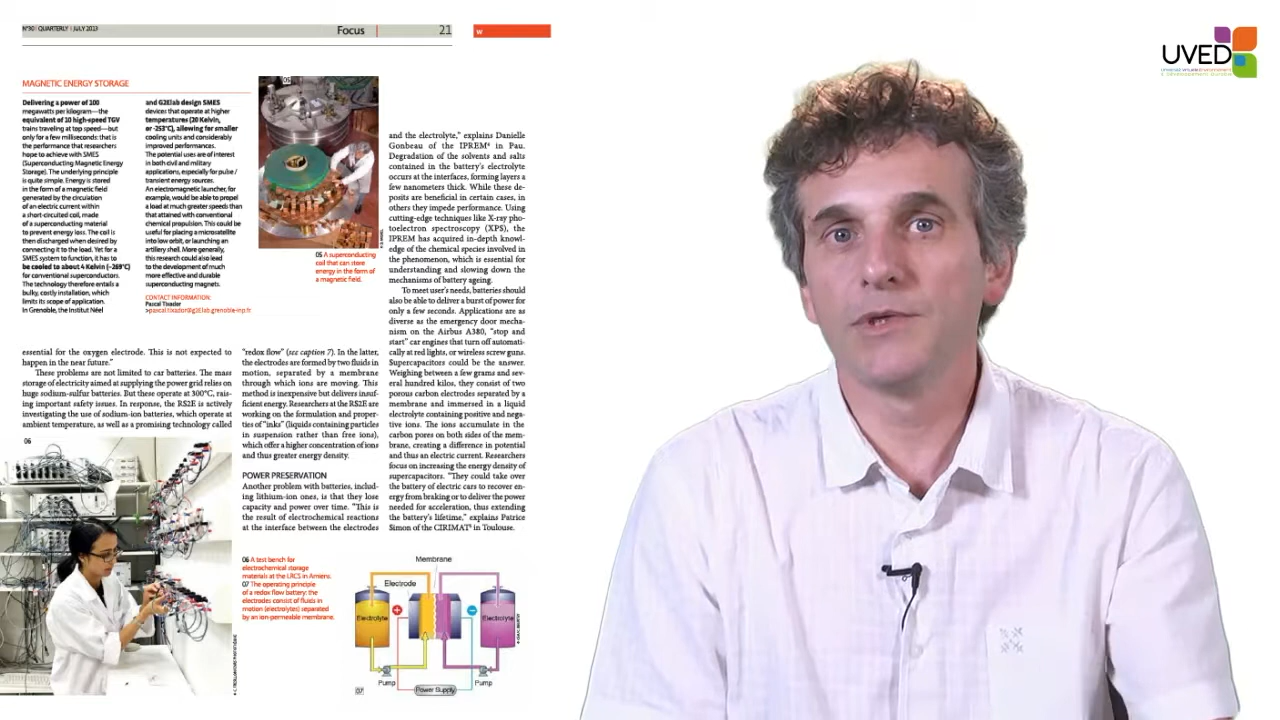 N°30 | QUARTERLY | JULY 2023
Focus
21
w
MAGNETIC ENERGY STORAGE
Delivering a power of 100
megawatts per kilogram—the
equivalent of 20 high-speed TGV
trains traveling at top speed—but
only for a few milliseconds: that is
the performance that researchers
hope to achieve with SMES
(Superconducting Magnetic Energy
Storage). The underlying principle
is quite simple. Energy is stored
in the form of a magnetic field
generated by the circulation
of an electric current within
a short-circuited coil, made
of a superconducting material
to prevent energy loss. The coil is
then discharged when desired by
connecting it to the load. Yet for a
SMES system to function, it has to
be cooled to about 4 Kelvin (–269°C)
for conventional superconductors.
The technology therefore entails a
bulky, costly installation, which
limits its scope of application.
In Grenoble, the Institut Néel
and G2Elab design SMES
devices that operate at higher
temperatures (20 Kelvin,
or -253°C), allowing for smaller
cooling units and considerably
improved performances.
The potential uses are of interest
in both civil and military
applications, especially for pulse /
transient energy sources.
An electromagnetic launcher, for
example, would be able to propel
a load at much greater speeds than
that attained with conventional
chemical propulsion. This could be
useful for placing a microsatellite
into low orbit, or launching an
artillery shell. More generally,
this research could also lead
to the development of much
more effective and durable
superconducting magnets.
CONTACT INFORMATION:
Pascal Tixador
>pascal.tixador@g2Elab.grenoble-inp.fr
05
05 A superconducting
coil that can store
energy in the form of
a magnetic field.
essential for the oxygen electrode. This is not expected to
happen in the near future."
These problems are not limited to car batteries. The mass
storage of electricity aimed at supplying the power grid relies on
huge sodium-sulfur batteries. But these operate at 300°C, rais-
ing important safety issues. In response, the RS2E is actively
investigating the use of sodium-ion batteries, which operate at
ambient temperature, as well as a promising technology called
06
"redox flow" (see caption 7). In the latter,
the electrodes are formed by two fluids in
motion, separated by a membrane
through which ions are moving. This
method is inexpensive but delivers insuf-
ficient energy. Researchers at the RS2E are
working on the formulation and proper-
ties of "inks" (liquids containing particles
in suspension rather than free ions),
which offer a higher concentration of ions
and thus greater energy density.
POWER PRESERVATION
Another problem with batteries, includ-
ing lithium-ion ones, is that they lose
capacity and power over time. "This is
the result of electrochemical reactions
at the interface between the electrodes
and the electrolyte," explains Danielle
Gonbeau of the IPREM⁴ in Pau.
Degradation of the solvents and salts
contained in the battery's electrolyte
occurs at the interfaces, forming layers a
few nanometers thick. While these de-
posits are beneficial in certain cases, in
others they impede performance. Using
cutting-edge techniques like X-ray pho-
toelectron spectroscopy (XPS), the
IPREM has acquired in-depth knowl-
edge of the chemical species involved in
the phenomenon, which is essential for
understanding and slowing down the
mechanisms of battery ageing.
To meet user's needs, batteries should
also be able to deliver a burst of power for
only a few seconds. Applications are as
diverse as the emergency door mecha-
nism on the Airbus A380, "stop and
start" car engines that turn off automati-
cally at red lights, or wireless screw guns.
Supercapacitors could be the answer.
Weighing between a few grams and sev-
eral hundred kilos, they consist of two
porous carbon electrodes separated by a
membrane and immersed in a liquid
electrolyte containing positive and nega-
tive ions. The ions accumulate in the
carbon pores on both sides of the mem-
brane, creating a difference in potential
and thus an electric current. Researchers
focus on increasing the energy density of
supercapacitors. "They could take over
the battery of electric cars to recover en-
ergy from braking or to deliver the power
needed for acceleration, thus extending
the battery's lifetime," explains Patrice
Simon of the CIRIMAT⁵ in Toulouse.
06 A test bench for
electrochemical storage
materials at the LRCS in Amiens.
07 The operating principle
of a redox flow battery: the
electrodes consist of fluids in
motion (electrolytes) separated
by an ion-permeable membrane.
Membrane
Electrode
Electrolyte
Electrolyte
Pump
Pump
Power Supply
07
UVED